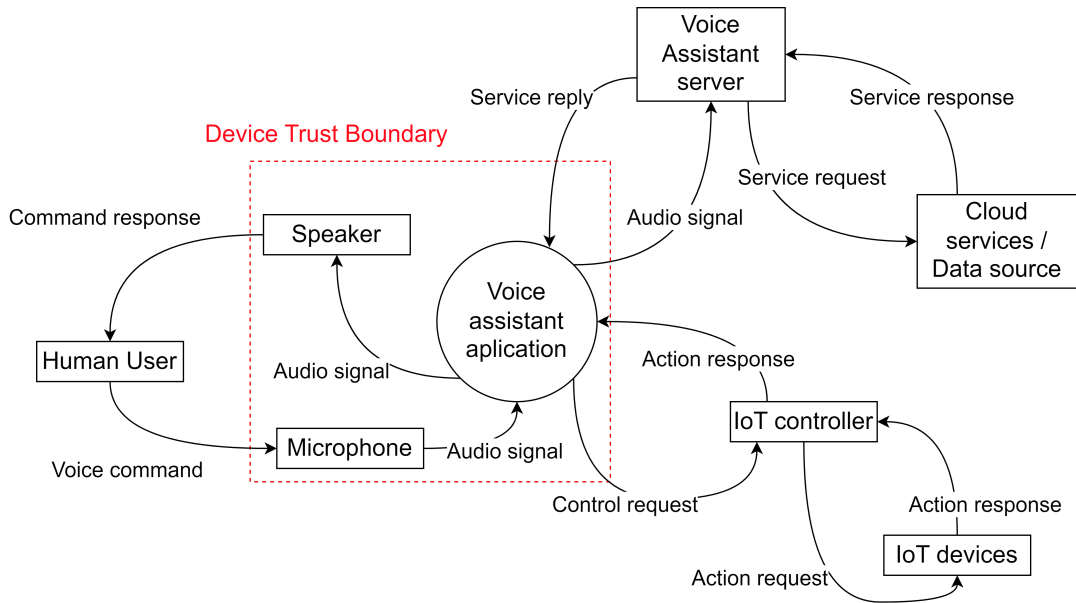 Voice
Assistant
server
Service reply
Service response
Device Trust Boundary
Service request
Command response
Speaker
Audio signal
Cloud
services /
Data source
Voice
assistant
aplication
Human User
Audio signal
Action response
Microphone
Audio signal
IoT controller
Voice command
Control request
Action response
IoT devices
Action request